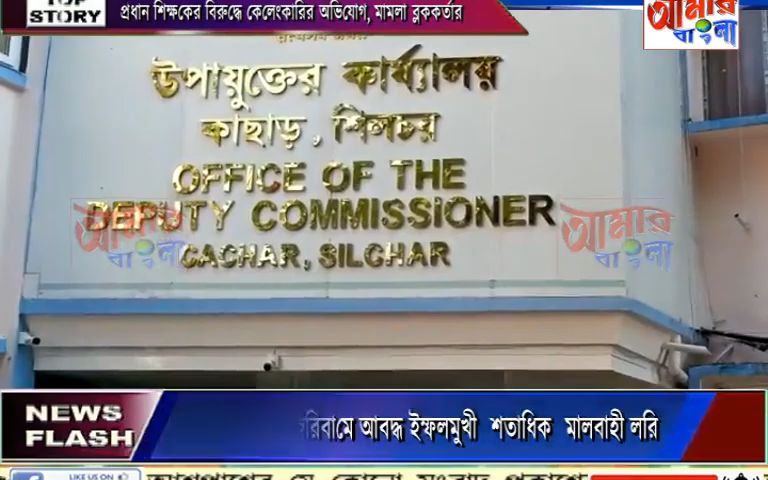 TOP STORY
প্রধান শিক্ষকের বিরুদ্ধে কেলেংকারির অভিযোগ, মামলা ব্লককর্তার
আমার বাংলা
উপায়ুক্তের কার্য্যালয়
কাছাড়, শিলচর
OFFICE OF THE
DEPUTY COMMISSIONER
CACHAR, SILCHAR
আমার বাংলা
আমার বাংলা
NEWS FLASH
আবদ্ধ ইম্ফলমুখী শতাধিক মালবাহী লরি
LIKE US ON